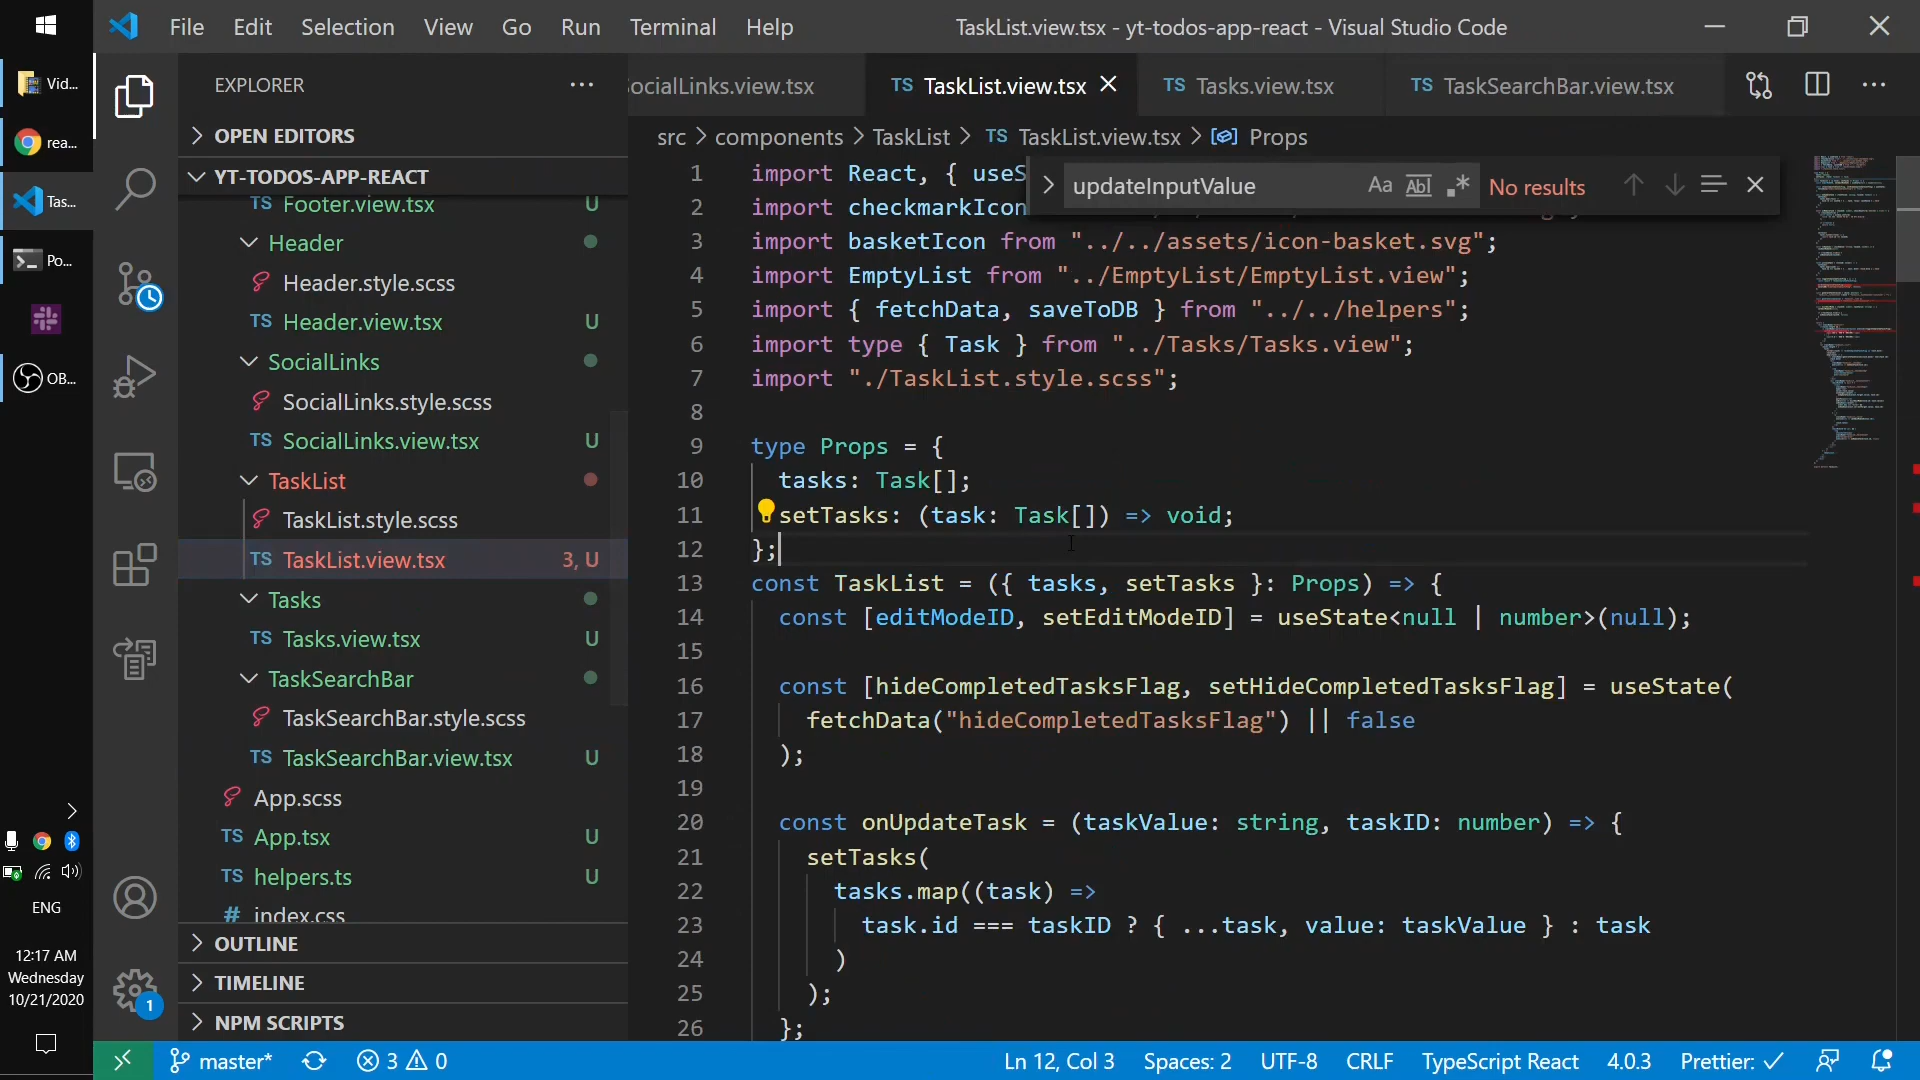 File Edit Selection View Go Run Terminal Help
TaskList.view.tsx - yt-todos-app-react - Visual Studio Code
Vid...
rea...
Tas...
Po...
OB...
ENG
12:17 AM
Wednesday
10/21/2020
EXPLORER
OPEN EDITORS
YT-TODOS-APP-REACT
TS Footer.view.tsx U
Header
Header.style.scss
TS Header.view.tsx U
SocialLinks
SocialLinks.style.scss
TS SocialLinks.view.tsx U
TaskList
TaskList.style.scss
TS TaskList.view.tsx 3, U
Tasks
TS Tasks.view.tsx U
TaskSearchBar
TaskSearchBar.style.scss
TS TaskSearchBar.view.tsx U
App.scss
TS App.tsx U
TS helpers.ts U
# index.css
OUTLINE
TIMELINE
NPM SCRIPTS
1
ocialLinks.view.tsx TS TaskList.view.tsx TS Tasks.view.tsx TS TaskSearchBar.view.tsx
src > components > TaskList > TS TaskList.view.tsx > Props
updateInputValue Aa Abl .* No results
1 import React, { useS
2 import checkmarkIcon
3 import basketIcon from "../../assets/icon-basket.svg";
4 import EmptyList from "../EmptyList/EmptyList.view";
5 import { fetchData, saveToDB } from "../../helpers";
6 import type { Task } from "../Tasks/Tasks.view";
7 import "./TaskList.style.scss";
8
9 type Props = {
10 tasks: Task[];
11 setTasks: (task: Task[]) => void;
12 };
13 const TaskList = ({ tasks, setTasks }: Props) => {
14 const [editModeID, setEditModeID] = useState<null | number>(null);
15
16 const [hideCompletedTasksFlag, setHideCompletedTasksFlag] = useState(
17 fetchData("hideCompletedTasksFlag") || false
18 );
19
20 const onUpdateTask = (taskValue: string, taskID: number) => {
21 setTasks(
22 tasks.map((task) =>
23 task.id === taskID ? { ...task, value: taskValue } : task
24 )
25 );
26 };
master* 3 0 Ln 12, Col 3 Spaces: 2 UTF-8 CRLF TypeScript React 4.0.3 Prettier: ✓